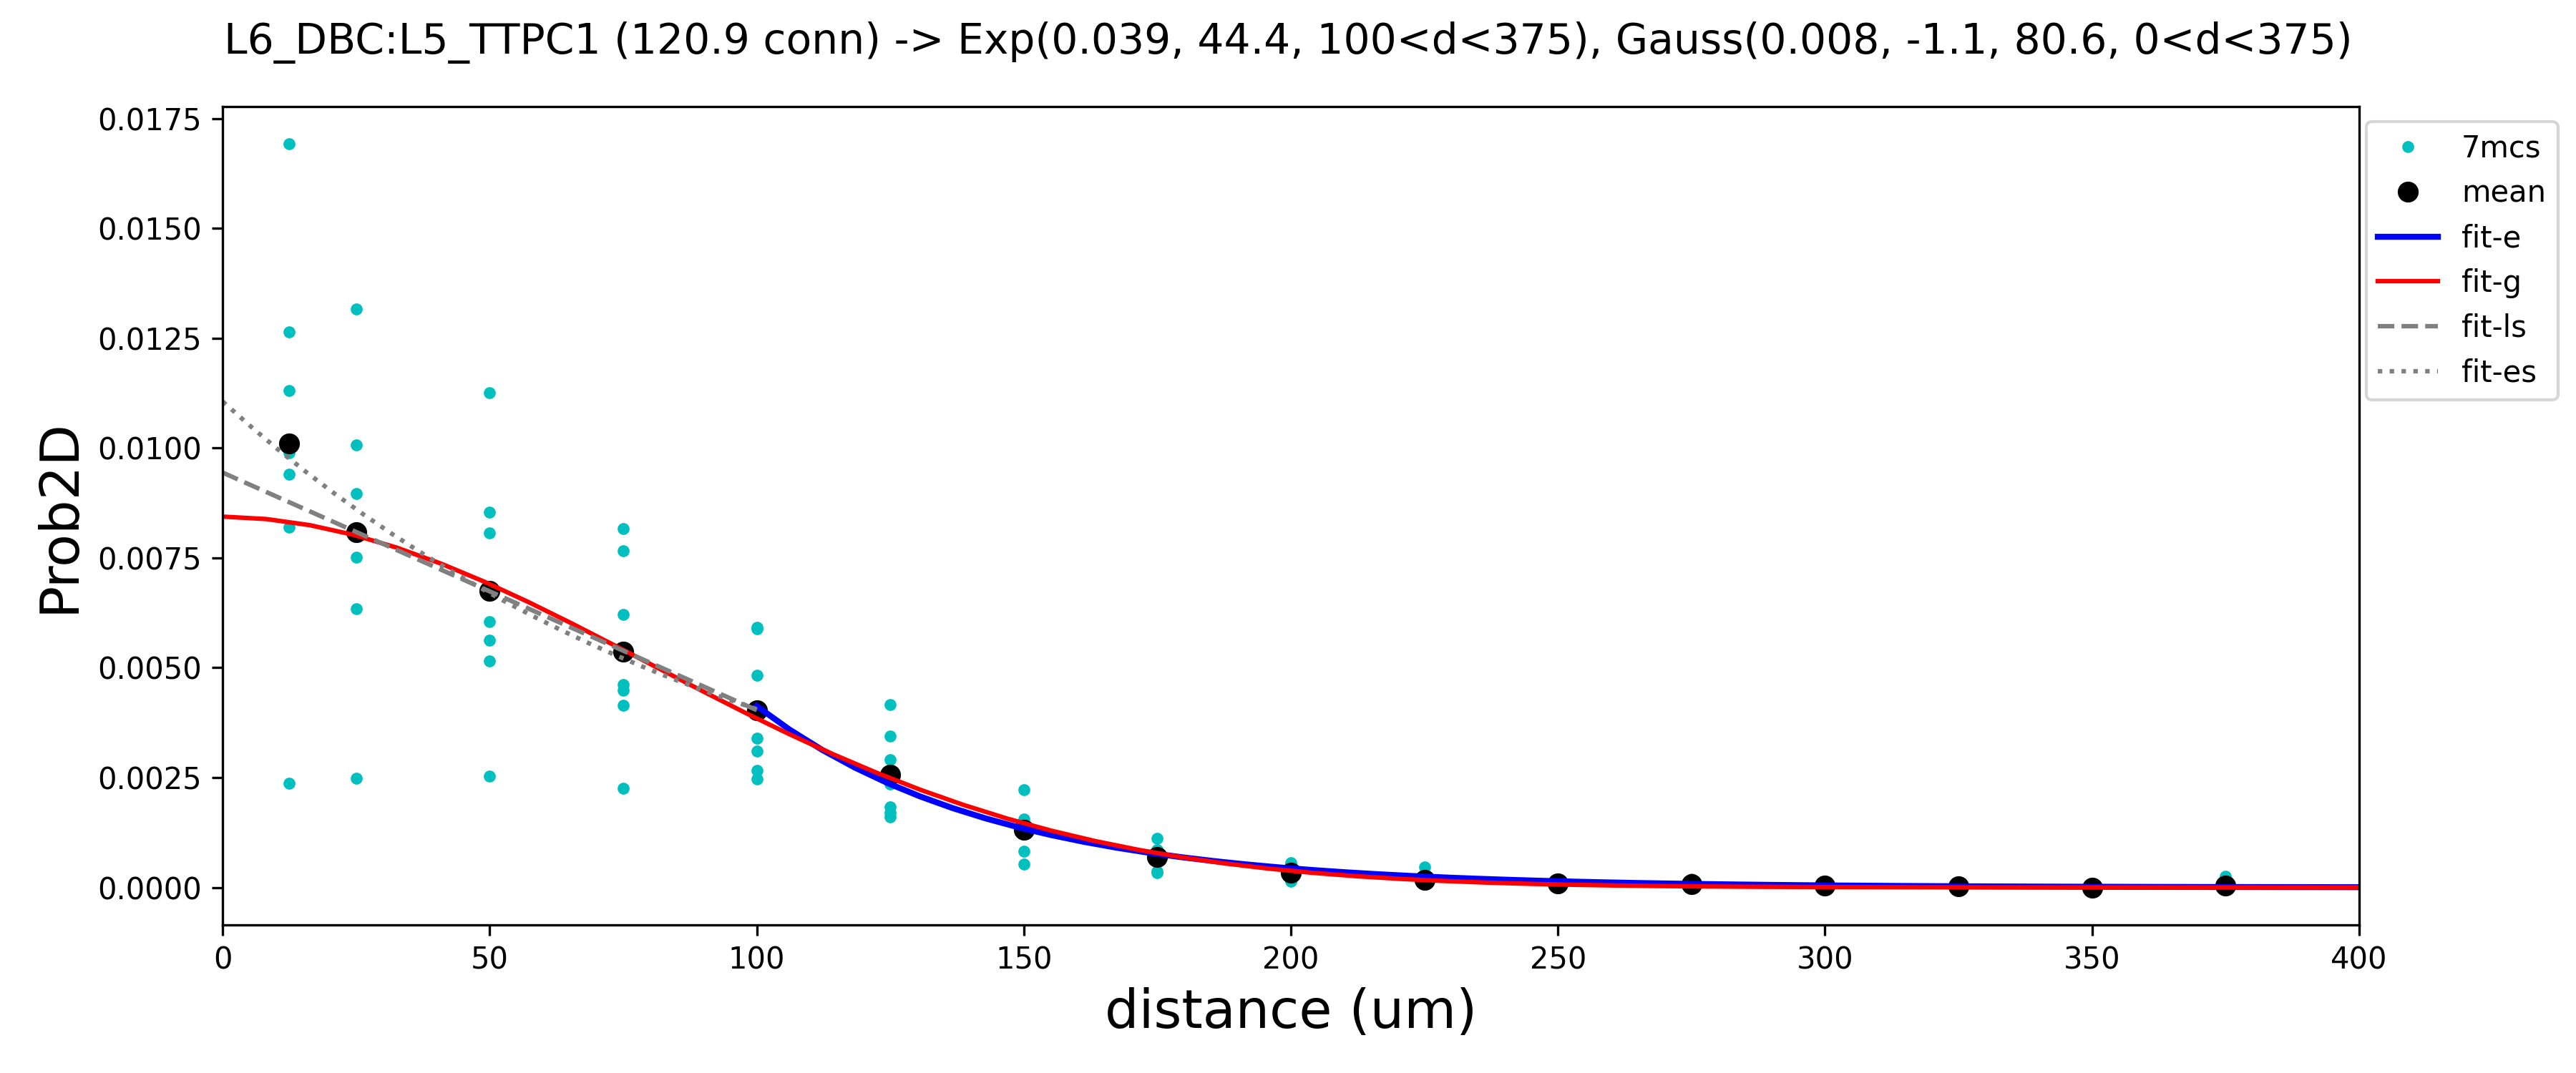 L6_DBC:L5_TTPC1 (120.9 conn) -> Exp(0.039, 44.4, 100<d<375), Gauss(0.008, -1.1, 80.6, 0<d<375)
Prob2D
0.0175
0.0150
0.0125
0.0100
0.0075
0.0050
0.0025
0.0000
0 50 100 150 200 250 300 350 400
distance (um)
7mcs
mean
fit-e
fit-g
fit-ls
fit-es